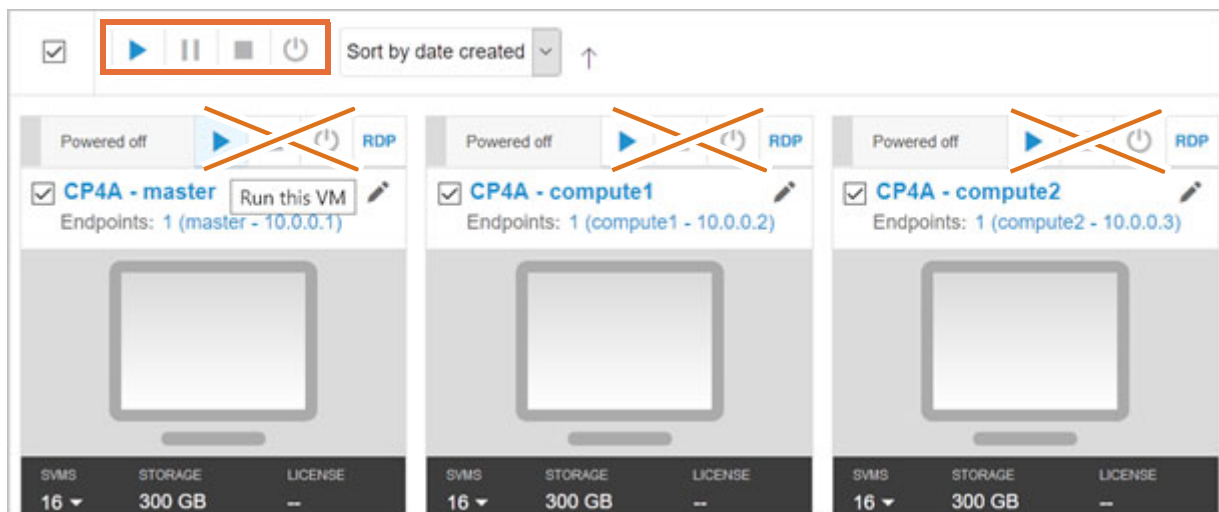 Sort by date created
Powered off RDP
CP4A - master
Run this VM
Endpoints: 1 (master - 10.0.0.1)
SVMS STORAGE LICENSE
16 300 GB --
Powered off RDP
CP4A - compute1
Endpoints: 1 (compute1 - 10.0.0.2)
SVMS STORAGE LICENSE
16 300 GB --
Powered off RDP
CP4A - compute2
Endpoints: 1 (compute2 - 10.0.0.3)
SVMS STORAGE LICENSE
16 300 GB --